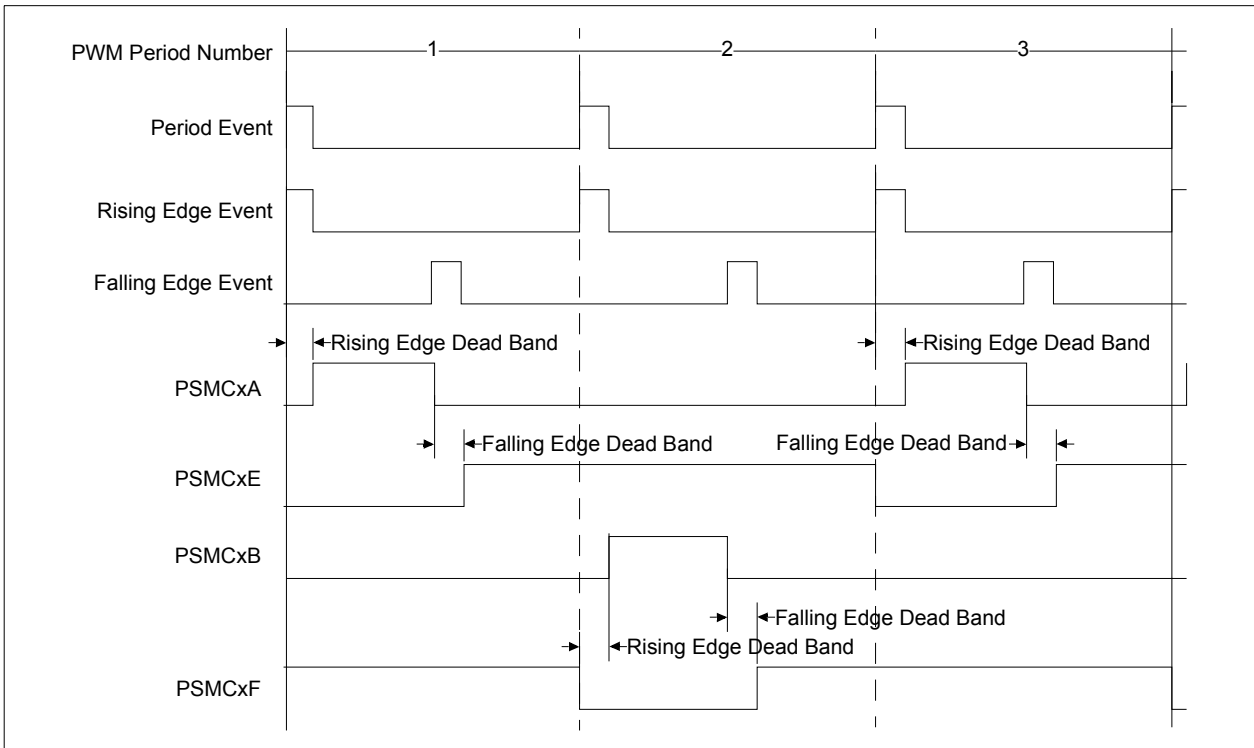 PWM Period Number
1
2
3
Period Event
Rising Edge Event
Falling Edge Event
Rising Edge Dead Band
Rising Edge Dead Band
PSMCxA
Falling Edge Dead Band
Falling Edge Dead Band
PSMCxE
PSMCxB
Falling Edge Dead Band
Rising Edge Dead Band
PSMCxF